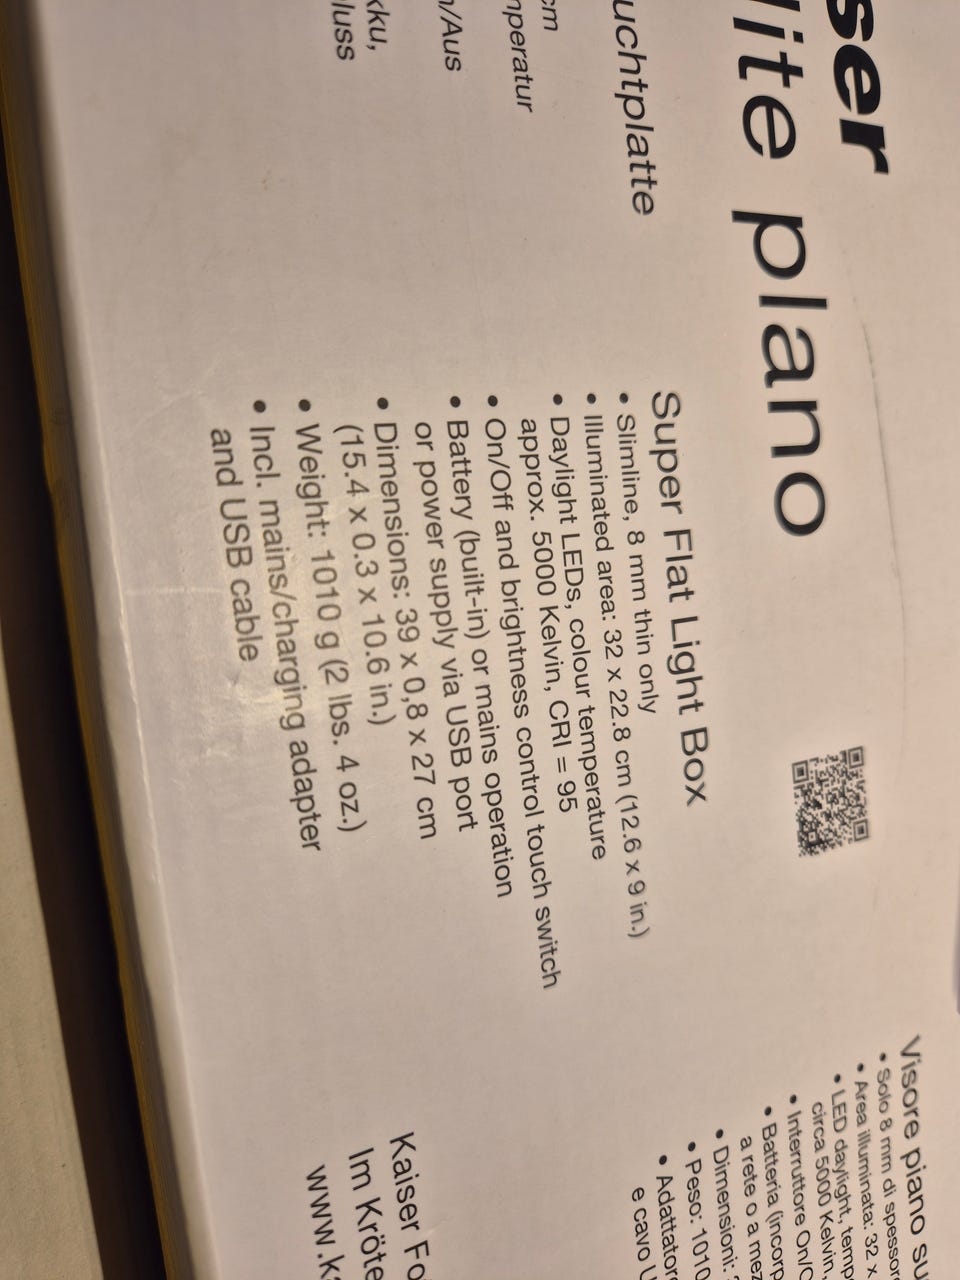 ser
lite plano
uchtplatte
cm
mperatur
n/Aus
kku,
luss
Super Flat Light Box
• Slimline, 8 mm thin only
• Illuminated area: 32 x 22.8 cm (12.6 x 9 in.)
• Daylight LEDs, colour temperature
approx. 5000 Kelvin, CRI = 95
• On/Off and brightness control touch switch
• Battery (built-in) or mains operation
or power supply via USB port
• Dimensions: 39 x 0,8 x 27 cm
(15.4 x 0.3 x 10.6 in.)
• Weight: 1010 g (2 lbs. 4 oz.)
• Incl. mains/charging adapter
and USB cable
Visore piano su
• Solo 8 mm di spessor
• Area illuminata: 32 x
• LED daylight, temp
circa 5000 Kelvin,
• Interruttore On/O
• Batteria (incorp
a rete o a mez
• Dimensioni:
• Peso: 1010
• Adattator
e cavo U
Kaiser Fo
Im Kröte
www.ka